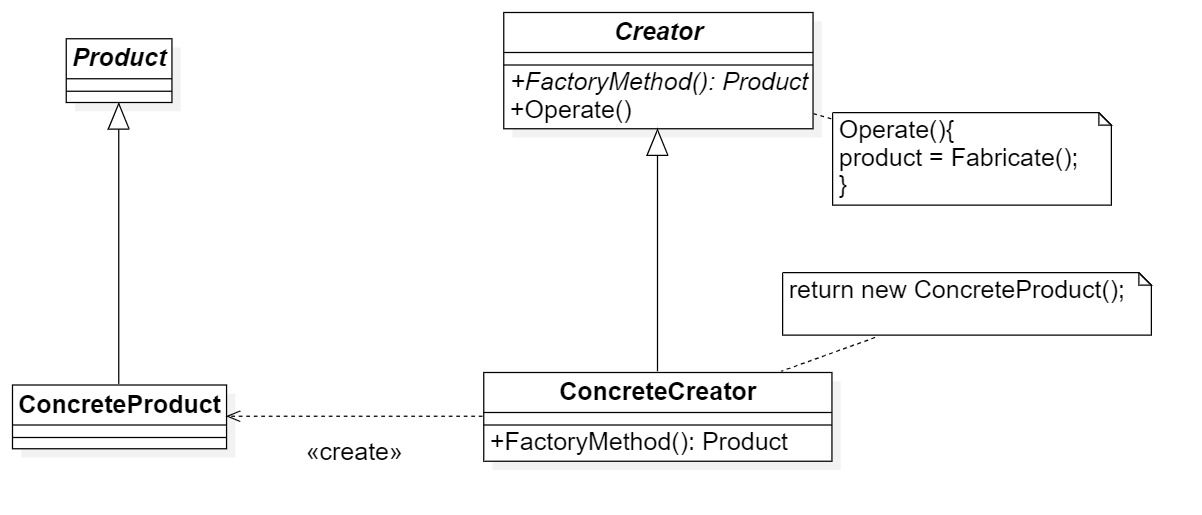 Product
Creator
+FactoryMethod(): Product
+Operate()
Operate(){
product = Fabricate();
}
return new ConcreteProduct();
ConcreteProduct
«create»
ConcreteCreator
+FactoryMethod(): Product